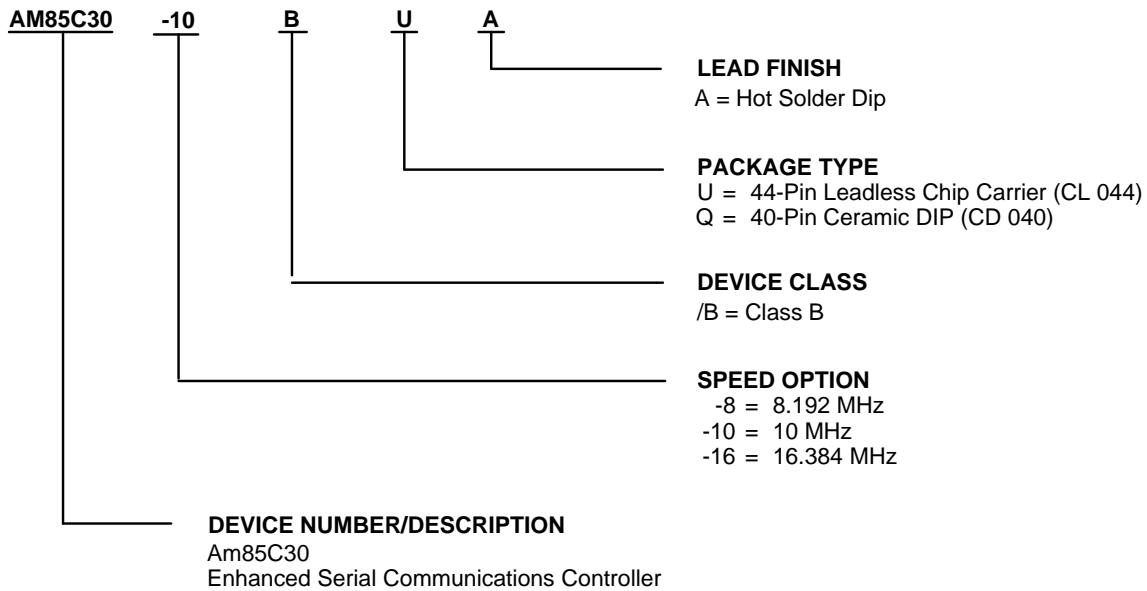 AM85C30 -10 B U A
LEAD FINISH
A = Hot Solder Dip
PACKAGE TYPE
U = 44-Pin Leadless Chip Carrier (CL 044)
Q = 40-Pin Ceramic DIP (CD 040)
DEVICE CLASS
/B = Class B
SPEED OPTION
-8 = 8.192 MHz
-10 = 10 MHz
-16 = 16.384 MHz
DEVICE NUMBER/DESCRIPTION
Am85C30
Enhanced Serial Communications Controller